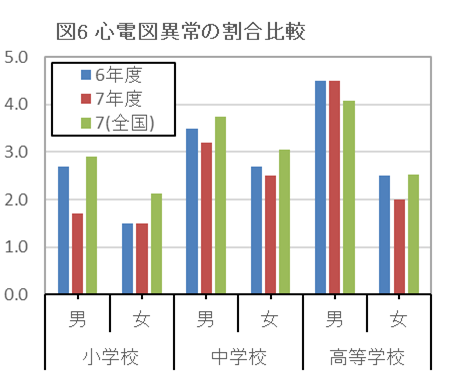 図6 心電図異常の割合比較
5.0
4.0
3.0
2.0
1.0
0.0
6年度
7年度
7(全国)
男 女 男 女 男 女
小学校 中学校 高等学校